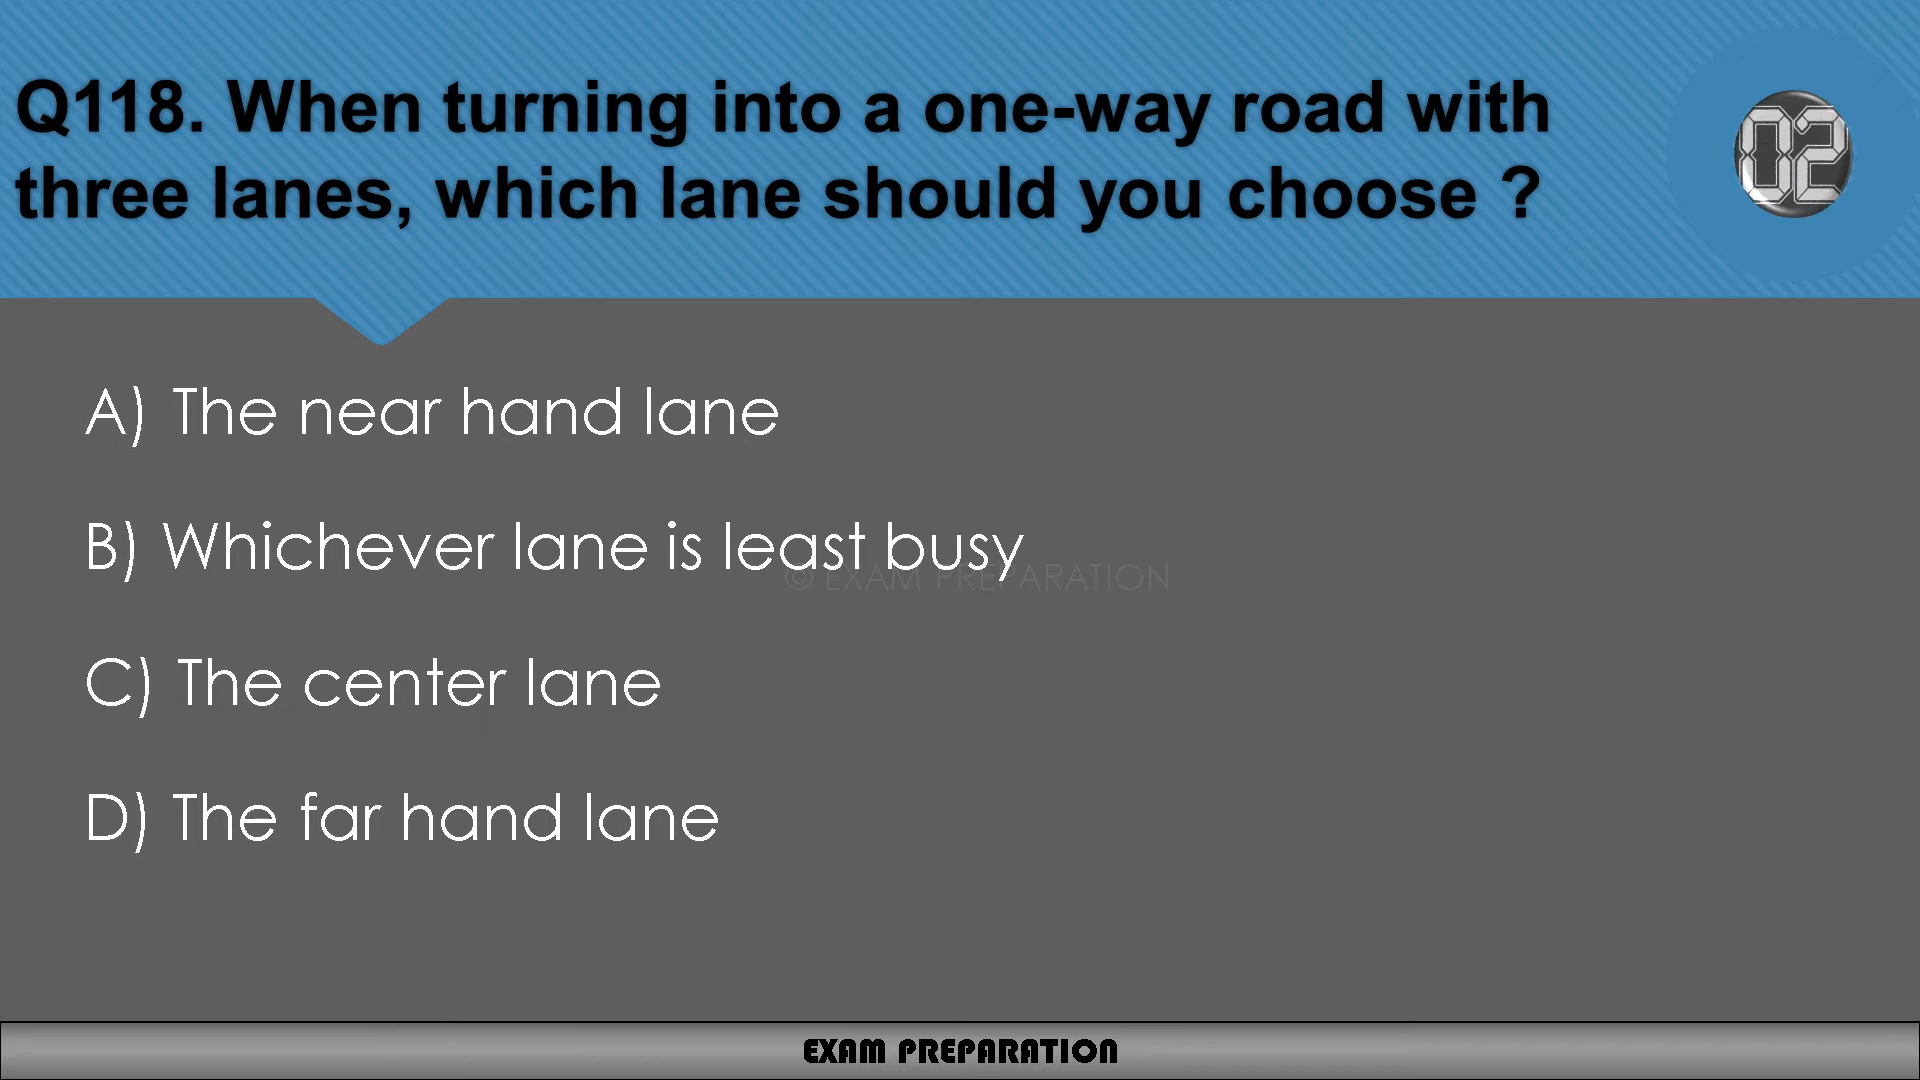 Q118. When turning into a one-way road with
three lanes, which lane should you choose ?
02
A) The near hand lane
B) Whichever lane is least busy
© EXAM PREPARATION
C) The center lane
D) The far hand lane
EXAM PREPARATION